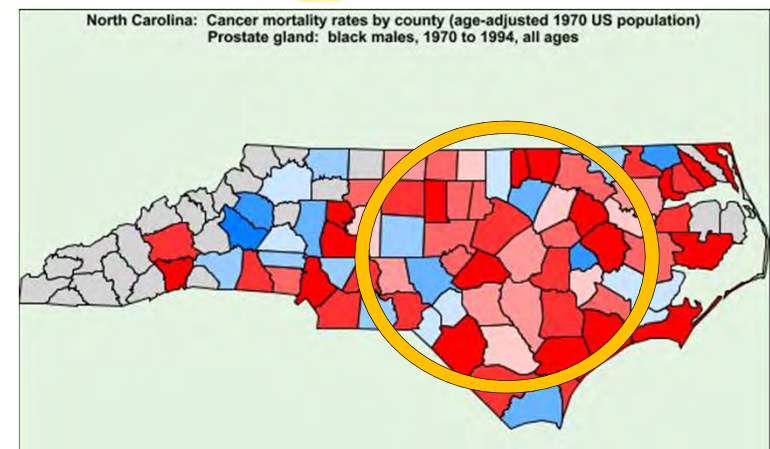 North Carolina:  Cancer mortality rates by county (age-adjusted 1970 US population)
Prostate gland:  black males, 1970 to 1994, all ages